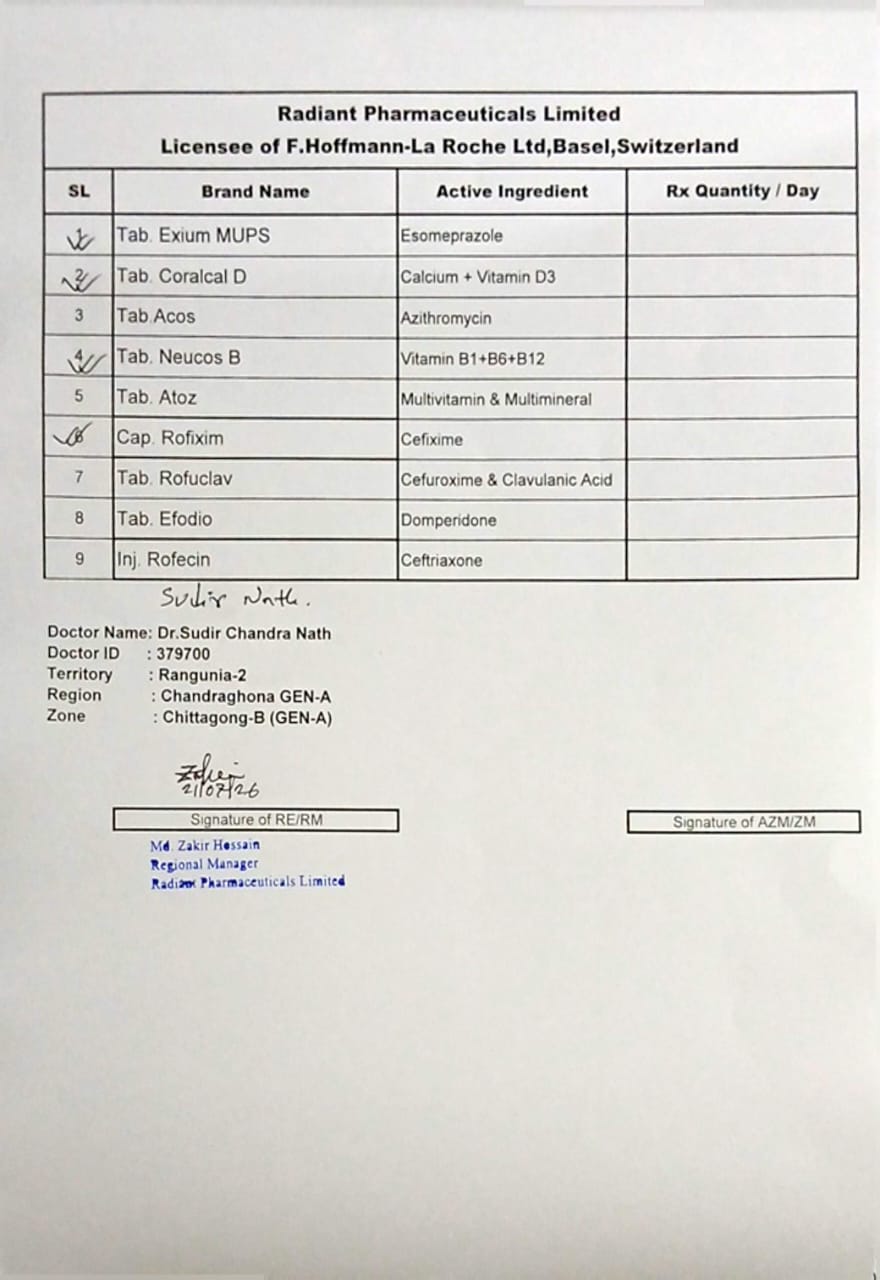 Radiant Pharmaceuticals Limited
Licensee of F.Hoffmann-La Roche Ltd,Basel,Switzerland
SL Brand Name Active Ingredient Rx Quantity / Day
1 Tab. Exium MUPS Esomeprazole
2 Tab. Coralcal D Calcium + Vitamin D3
3 Tab.Acos Azithromycin
4 Tab. Neucos B Vitamin B1+B6+B12
5 Tab. Atoz Multivitamin & Multimineral
6 Cap. Rofixim Cefixime
7 Tab. Rofuclav Cefuroxime & Clavulanic Acid
8 Tab. Efodio Domperidone
9 Inj. Rofecin Ceftriaxone
Sudir Nath.
Doctor Name: Dr.Sudir Chandra Nath
Doctor ID : 379700
Territory : Rangunia-2
Region : Chandraghona GEN-A
Zone : Chittagong-B (GEN-A)
21/07/26
Signature of RE/RM Signature of AZM/ZM
Md. Zakir Hossain
Regional Manager
Radiant Pharmaceuticals Limited